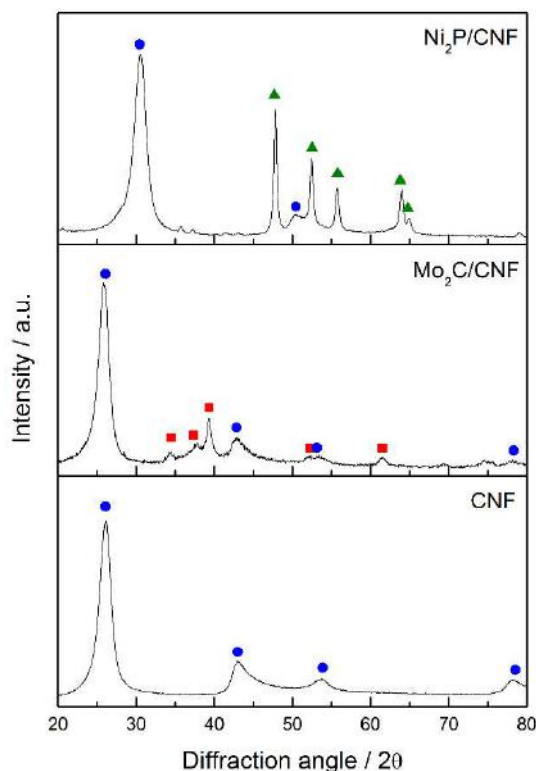 Ni₂P/CNF
Mo₂C/CNF
CNF
Intensity / a.u.
20 30 40 50 60 70 80
Diffraction angle / 2θ